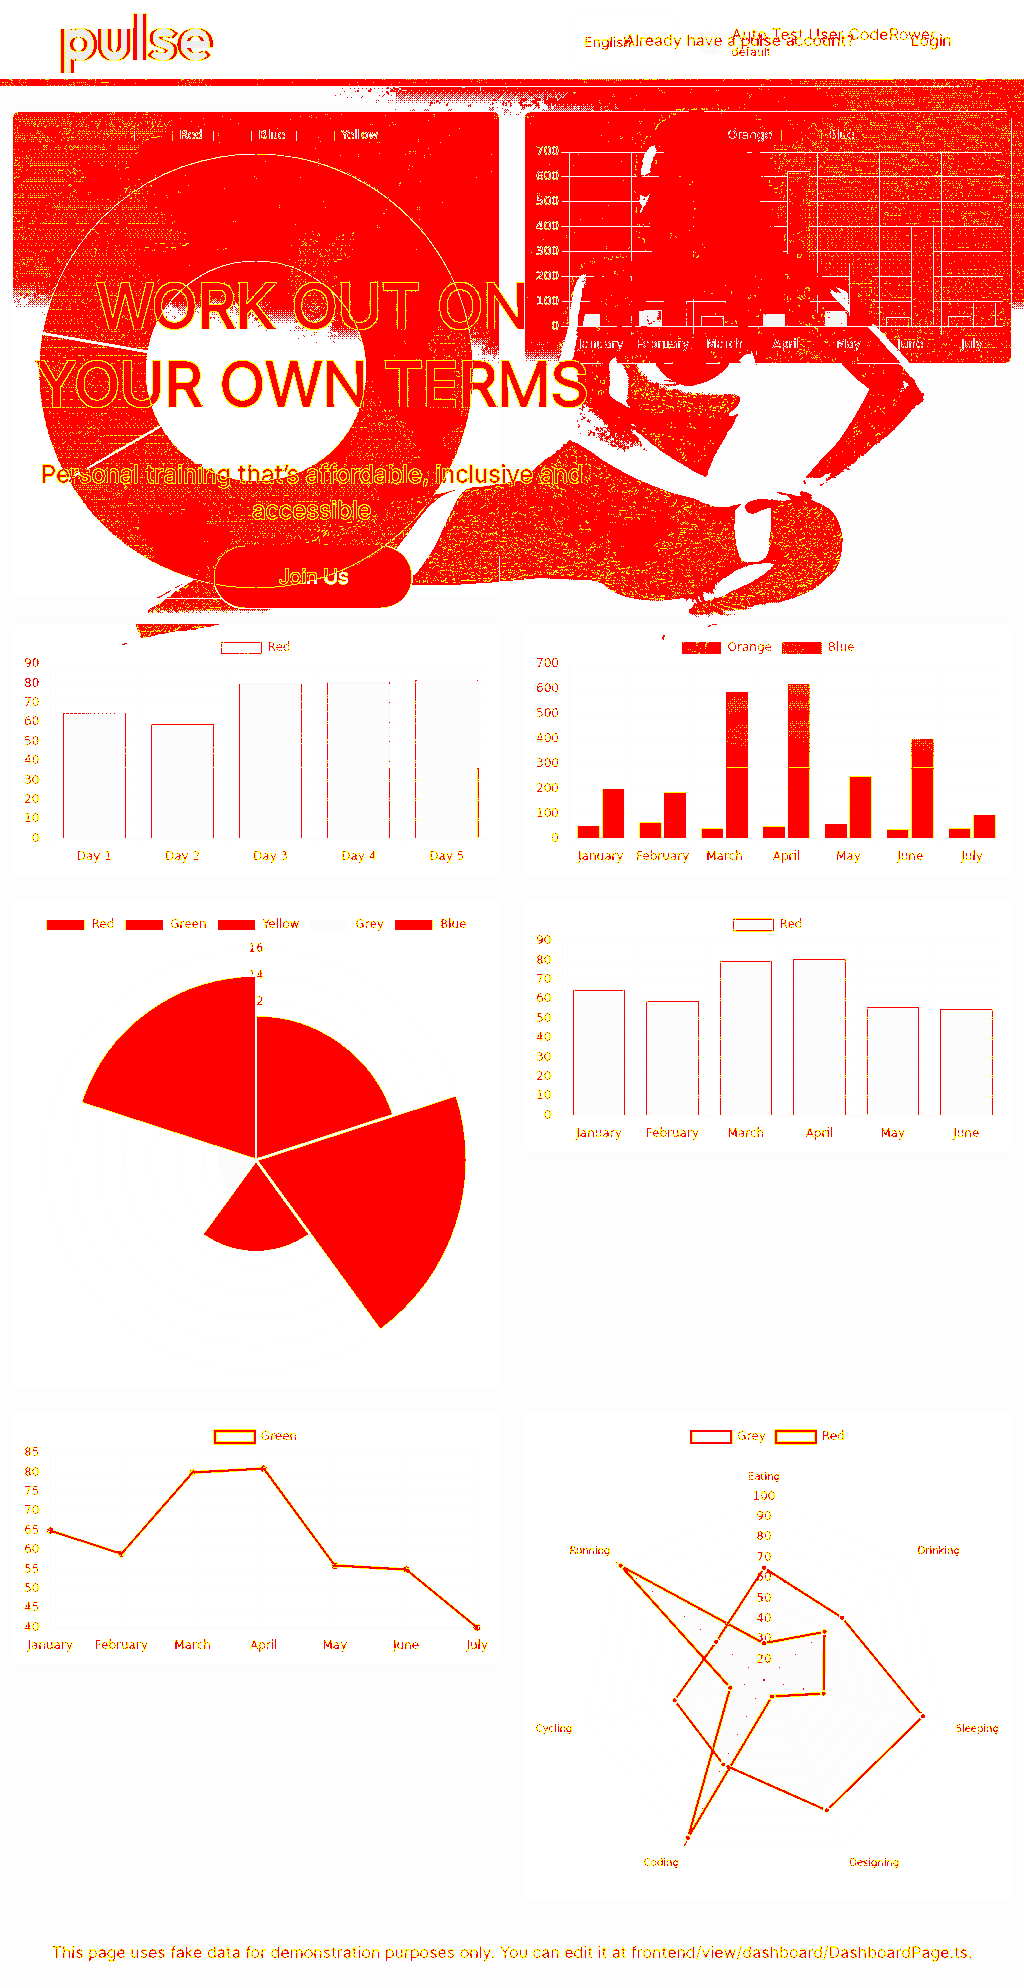 pulse
English
Already have a pulse account?
Auto Test User CodeRower
Login
default
Red Blue Yellow
Orange Blue
700
600
500
400
300
200
100
0
January February March April May June July
WORK OUT ON
YOUR OWN TERMS
Personal training that's affordable, inclusive and
accessible.
Join Us
Red
90
80
70
60
50
40
30
20
10
0
Day 1 Day 2 Day 3 Day 4 Day 5
Orange Blue
700
600
500
400
300
200
100
0
January February March April May June July
Red Green Yellow Grey Blue
16
14
2
Red
90
80
70
60
50
40
30
20
10
0
January February March April May June
Green
85
80
75
70
65
60
55
50
45
40
January February March April May June July
Grey Red
Eating
100
90
80
70
60
50
40
30
20
Running
Drinking
Cycling
Sleeping
Coding
Designing
This page uses fake data for demonstration purposes only. You can edit it at frontend/view/dashboard/DashboardPage.ts.